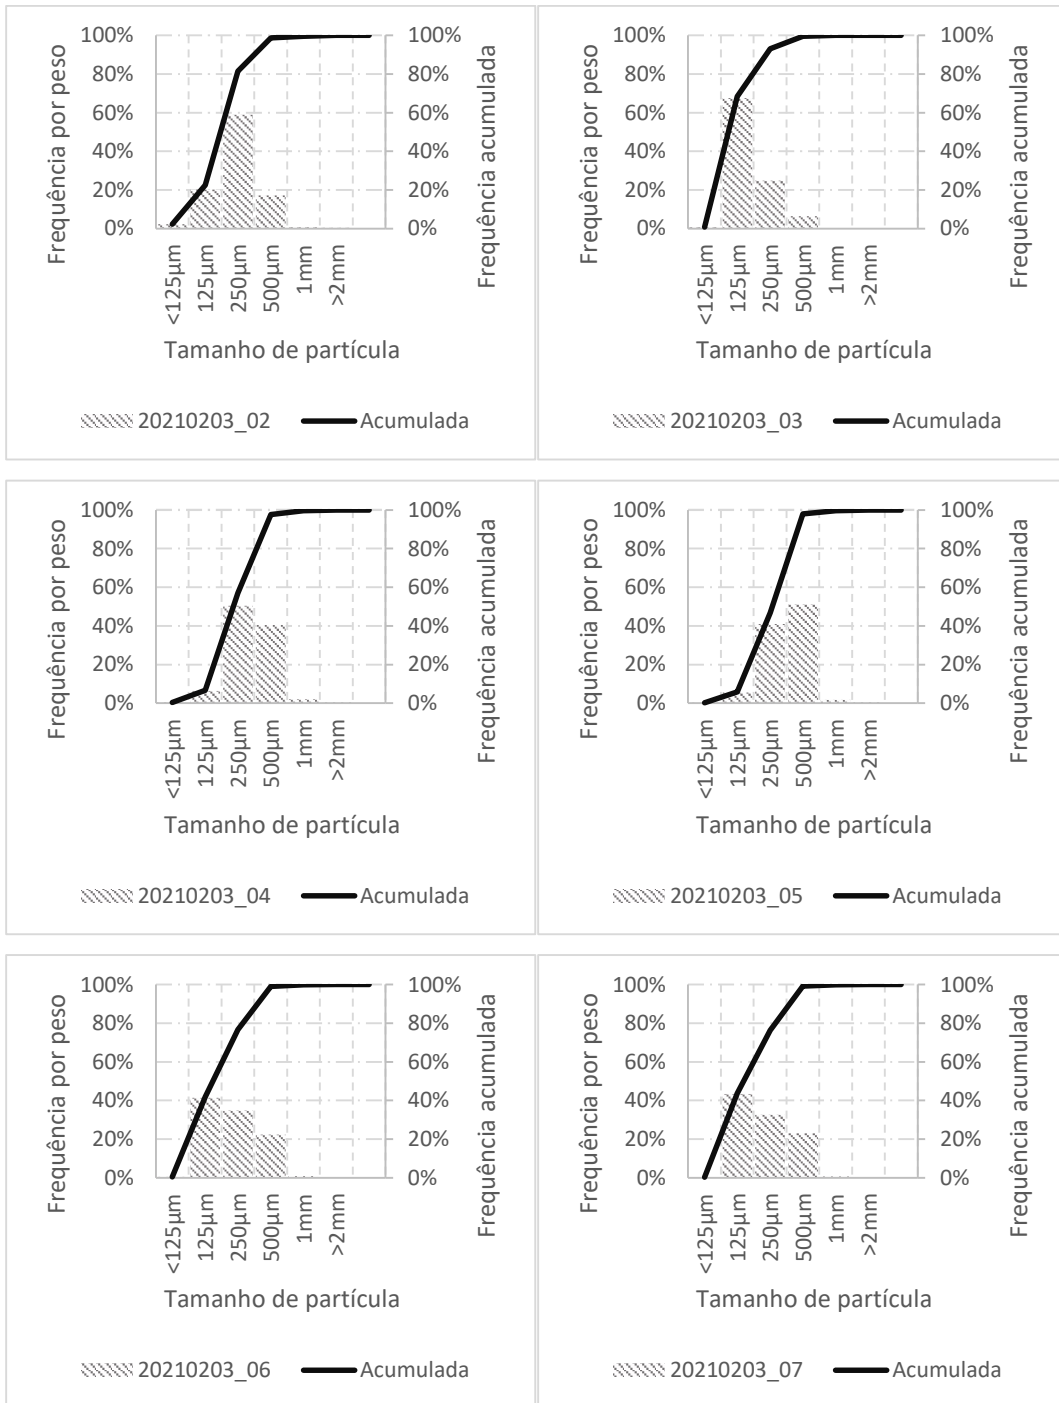 100%
80%
60%
40%
20%
0%
Frequência por peso
<125µm
125µm
250µm
500µm
1mm
>2mm
100%
80%
60%
40%
20%
0%
Frequência acumulada
Tamanho de partícula
20210203_02 Acumulada
100%
80%
60%
40%
20%
0%
Frequência por peso
<125µm
125µm
250µm
500µm
1mm
>2mm
100%
80%
60%
40%
20%
0%
Frequência acumulada
Tamanho de partícula
20210203_03 Acumulada
100%
80%
60%
40%
20%
0%
Frequência por peso
<125µm
125µm
250µm
500µm
1mm
>2mm
100%
80%
60%
40%
20%
0%
Frequência acumulada
Tamanho de partícula
20210203_04 Acumulada
100%
80%
60%
40%
20%
0%
Frequência por peso
<125µm
125µm
250µm
500µm
1mm
>2mm
100%
80%
60%
40%
20%
0%
Frequência acumulada
Tamanho de partícula
20210203_05 Acumulada
100%
80%
60%
40%
20%
0%
Frequência por peso
<125µm
125µm
250µm
500µm
1mm
>2mm
100%
80%
60%
40%
20%
0%
Frequência acumulada
Tamanho de partícula
20210203_06 Acumulada
100%
80%
60%
40%
20%
0%
Frequência por peso
<125µm
125µm
250µm
500µm
1mm
>2mm
100%
80%
60%
40%
20%
0%
Frequência acumulada
Tamanho de partícula
20210203_07 Acumulada